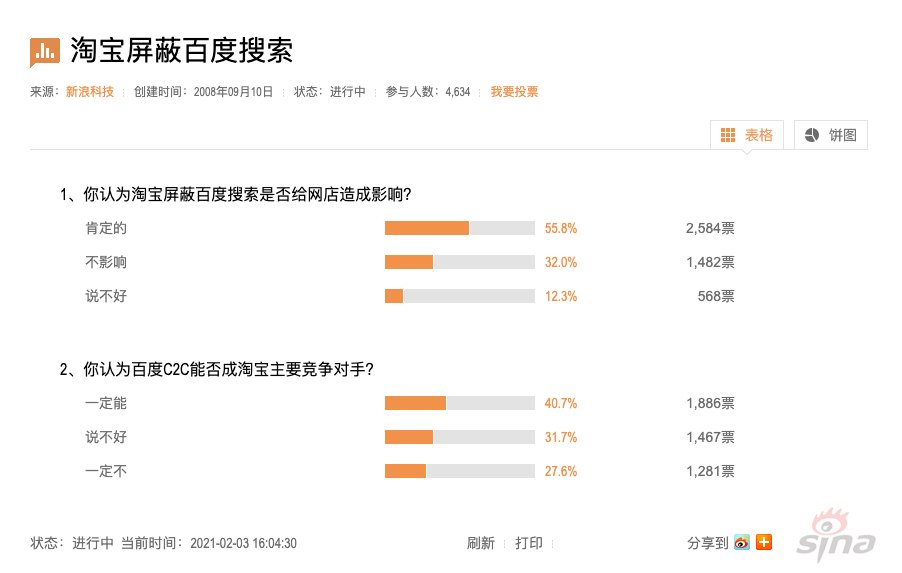 淘宝屏蔽百度搜索
来源：新浪科技 创建时间：2008年09月10日 状态：进行中 参与人数：4,634 我要投票
表格 饼图
1、你认为淘宝屏蔽百度搜索是否给网店造成影响?
肯定的 55.8% 2,584票
不影响 32.0% 1,482票
说不好 12.3% 568票
2、你认为百度C2C能否成淘宝主要竞争对手?
一定能 40.7% 1,886票
说不好 31.7% 1,467票
一定不 27.6% 1,281票
状态：进行中 当前时间：2021-02-03 16:04:30 刷新 打印 分享到 sina